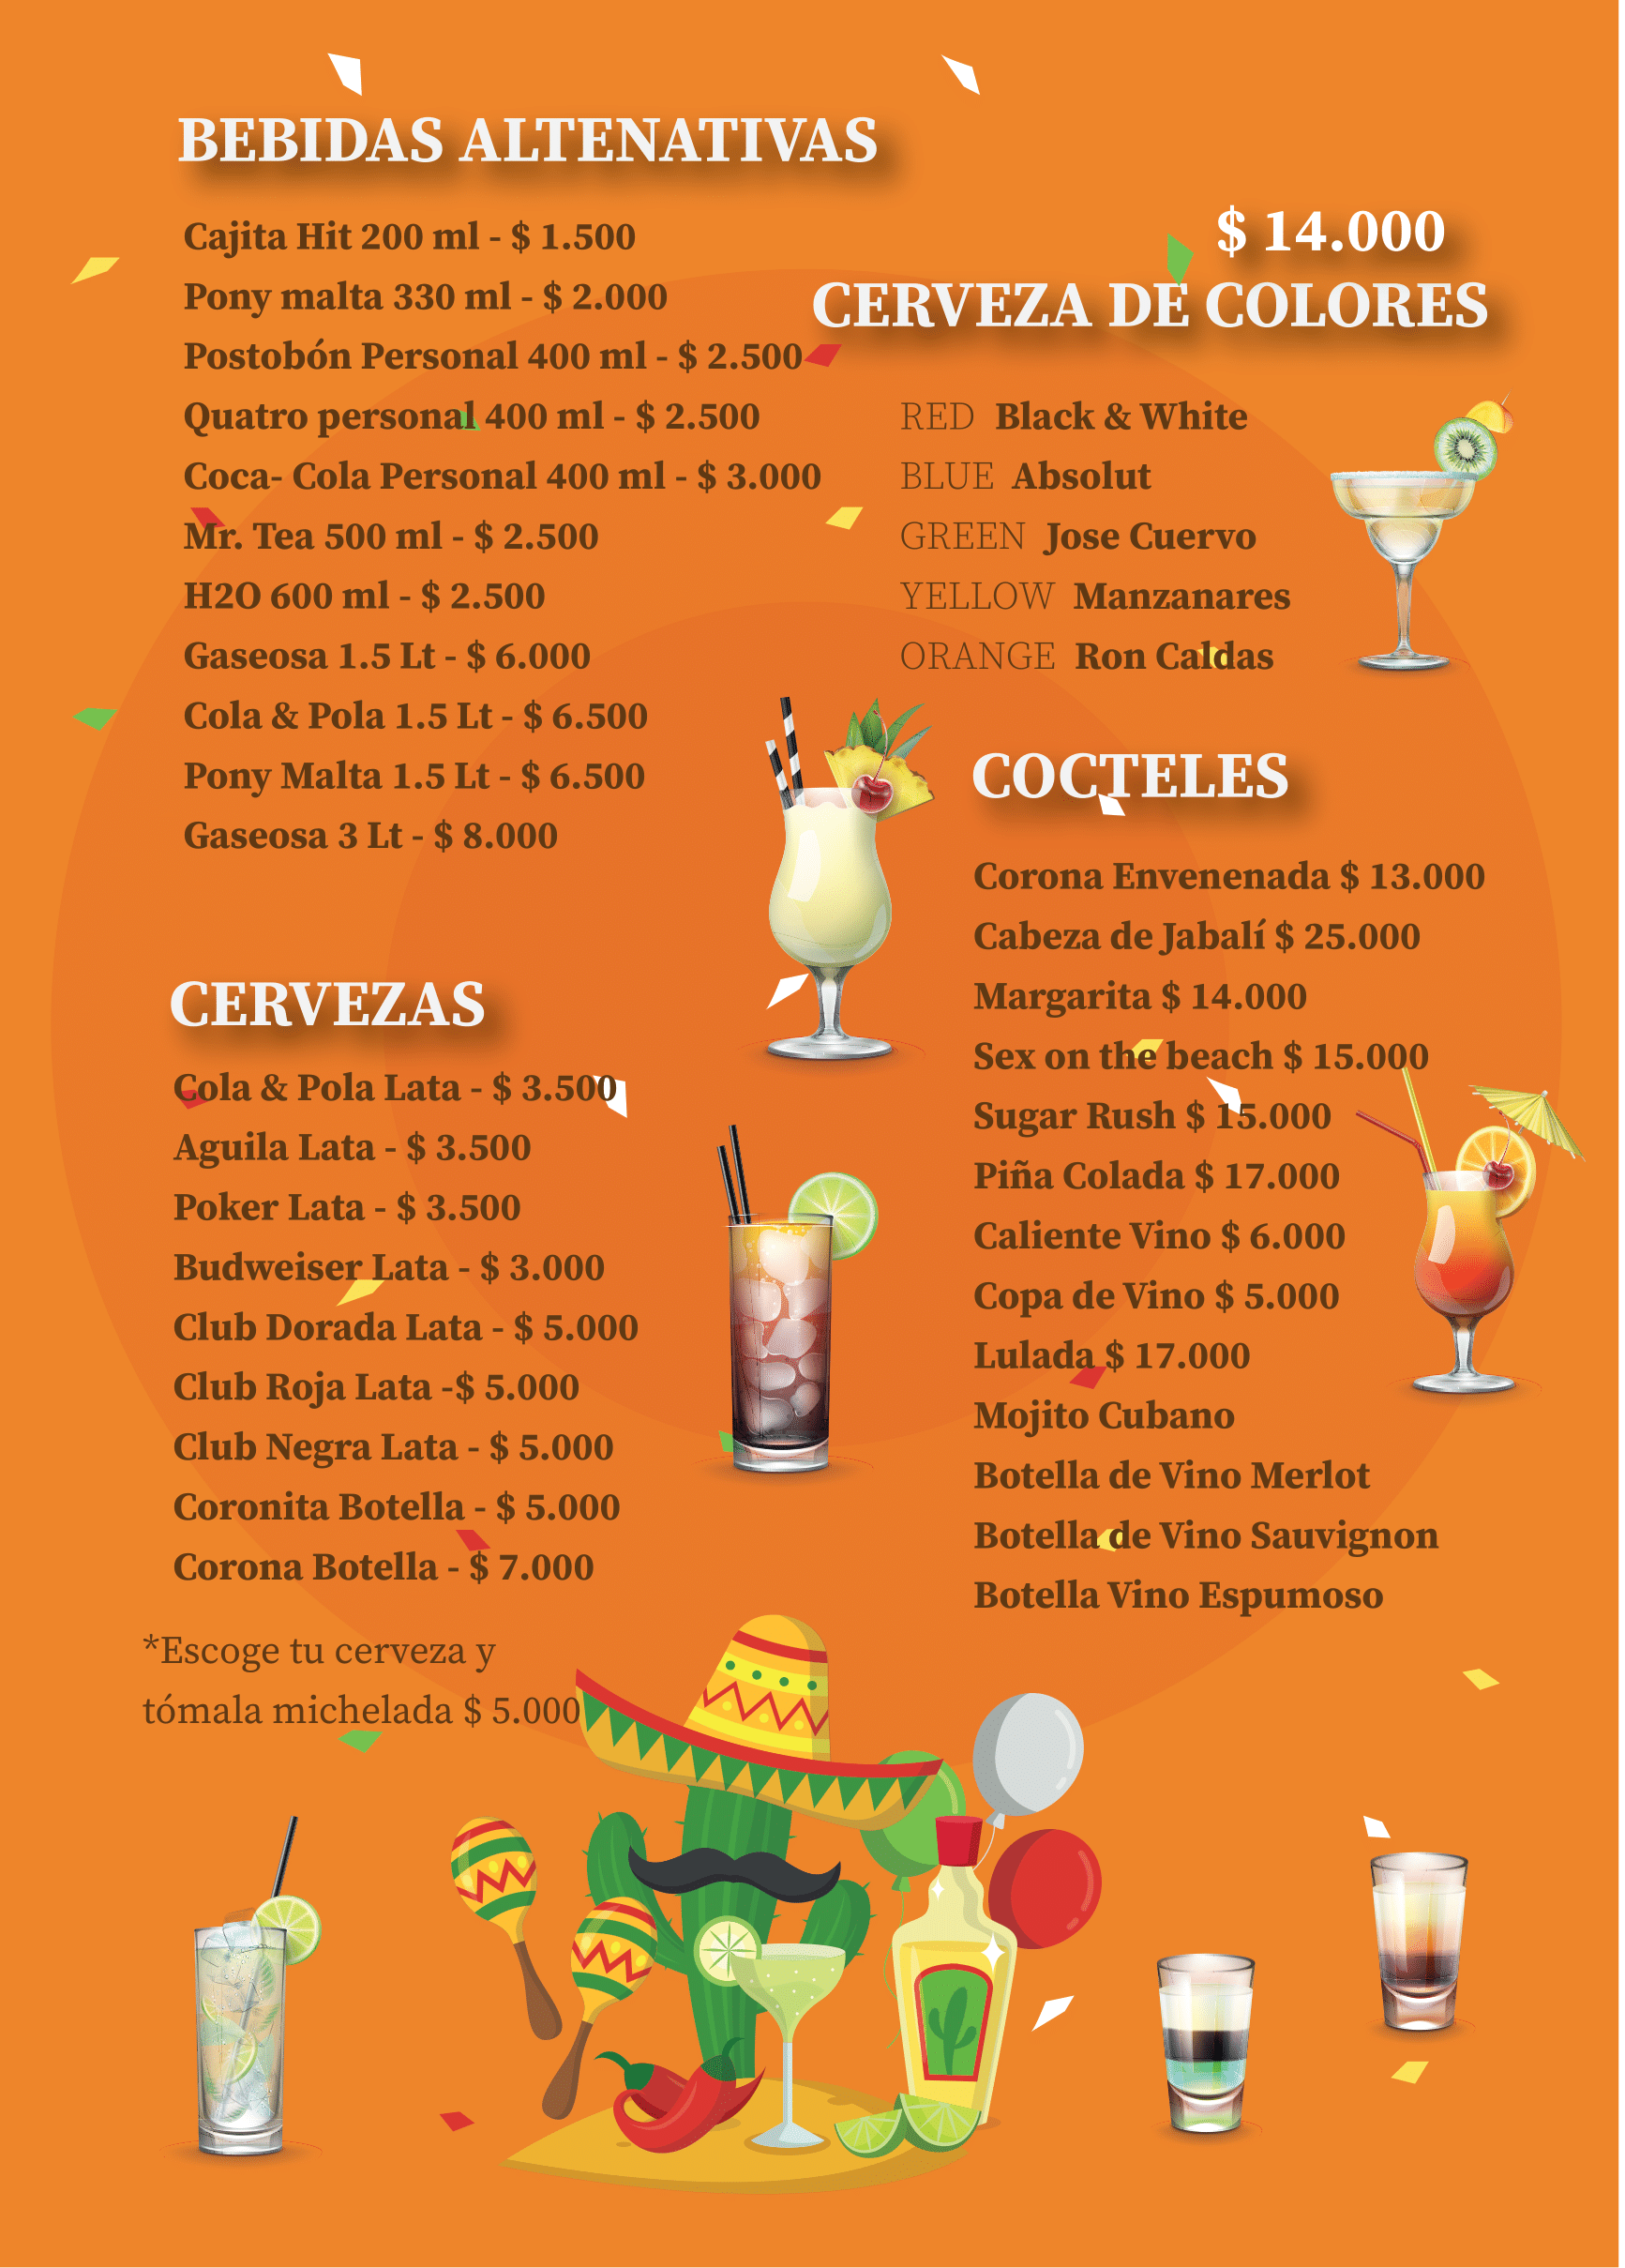 BEBIDAS ALTENATIVAS
Cajita Hit 200 ml - $ 1.500
Pony malta 330 ml - $ 2.000
Postobón Personal 400 ml - $ 2.500
Quatro personal 400 ml - $ 2.500
Coca- Cola Personal 400 ml - $ 3.000
Mr. Tea 500 ml - $ 2.500
H2O 600 ml - $ 2.500
Gaseosa 1.5 Lt - $ 6.000
Cola & Pola 1.5 Lt - $ 6.500
Pony Malta 1.5 Lt - $ 6.500
Gaseosa 3 Lt - $ 8.000
CERVEZAS
Cola & Pola Lata - $ 3.500
Aguila Lata - $ 3.500
Poker Lata - $ 3.500
Budweiser Lata - $ 3.000
Club Dorada Lata - $ 5.000
Club Roja Lata -$ 5.000
Club Negra Lata - $ 5.000
Coronita Botella - $ 5.000
Corona Botella - $ 7.000
*Escoge tu cerveza y
tómala michelada $ 5.000
$ 14.000
CERVEZA DE COLORES
RED Black & White
BLUE Absolut
GREEN Jose Cuervo
YELLOW Manzanares
ORANGE Ron Caldas
COCTELES
Corona Envenenada $ 13.000
Cabeza de Jabalí $ 25.000
Margarita $ 14.000
Sex on the beach $ 15.000
Sugar Rush $ 15.000
Piña Colada $ 17.000
Caliente Vino $ 6.000
Copa de Vino $ 5.000
Lulada $ 17.000
Mojito Cubano
Botella de Vino Merlot
Botella de Vino Sauvignon
Botella Vino Espumoso